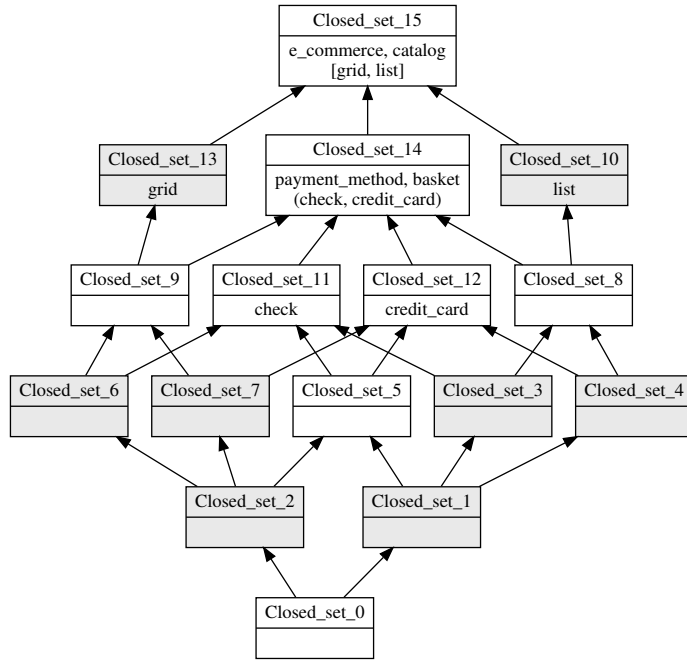 Closed_set_15
e_commerce, catalog
[grid, list]
Closed_set_13
grid
Closed_set_14
payment_method, basket
(check, credit_card)
Closed_set_10
list
Closed_set_9
Closed_set_11
check
Closed_set_12
credit_card
Closed_set_8
Closed_set_6
Closed_set_7
Closed_set_5
Closed_set_3
Closed_set_4
Closed_set_2
Closed_set_1
Closed_set_0